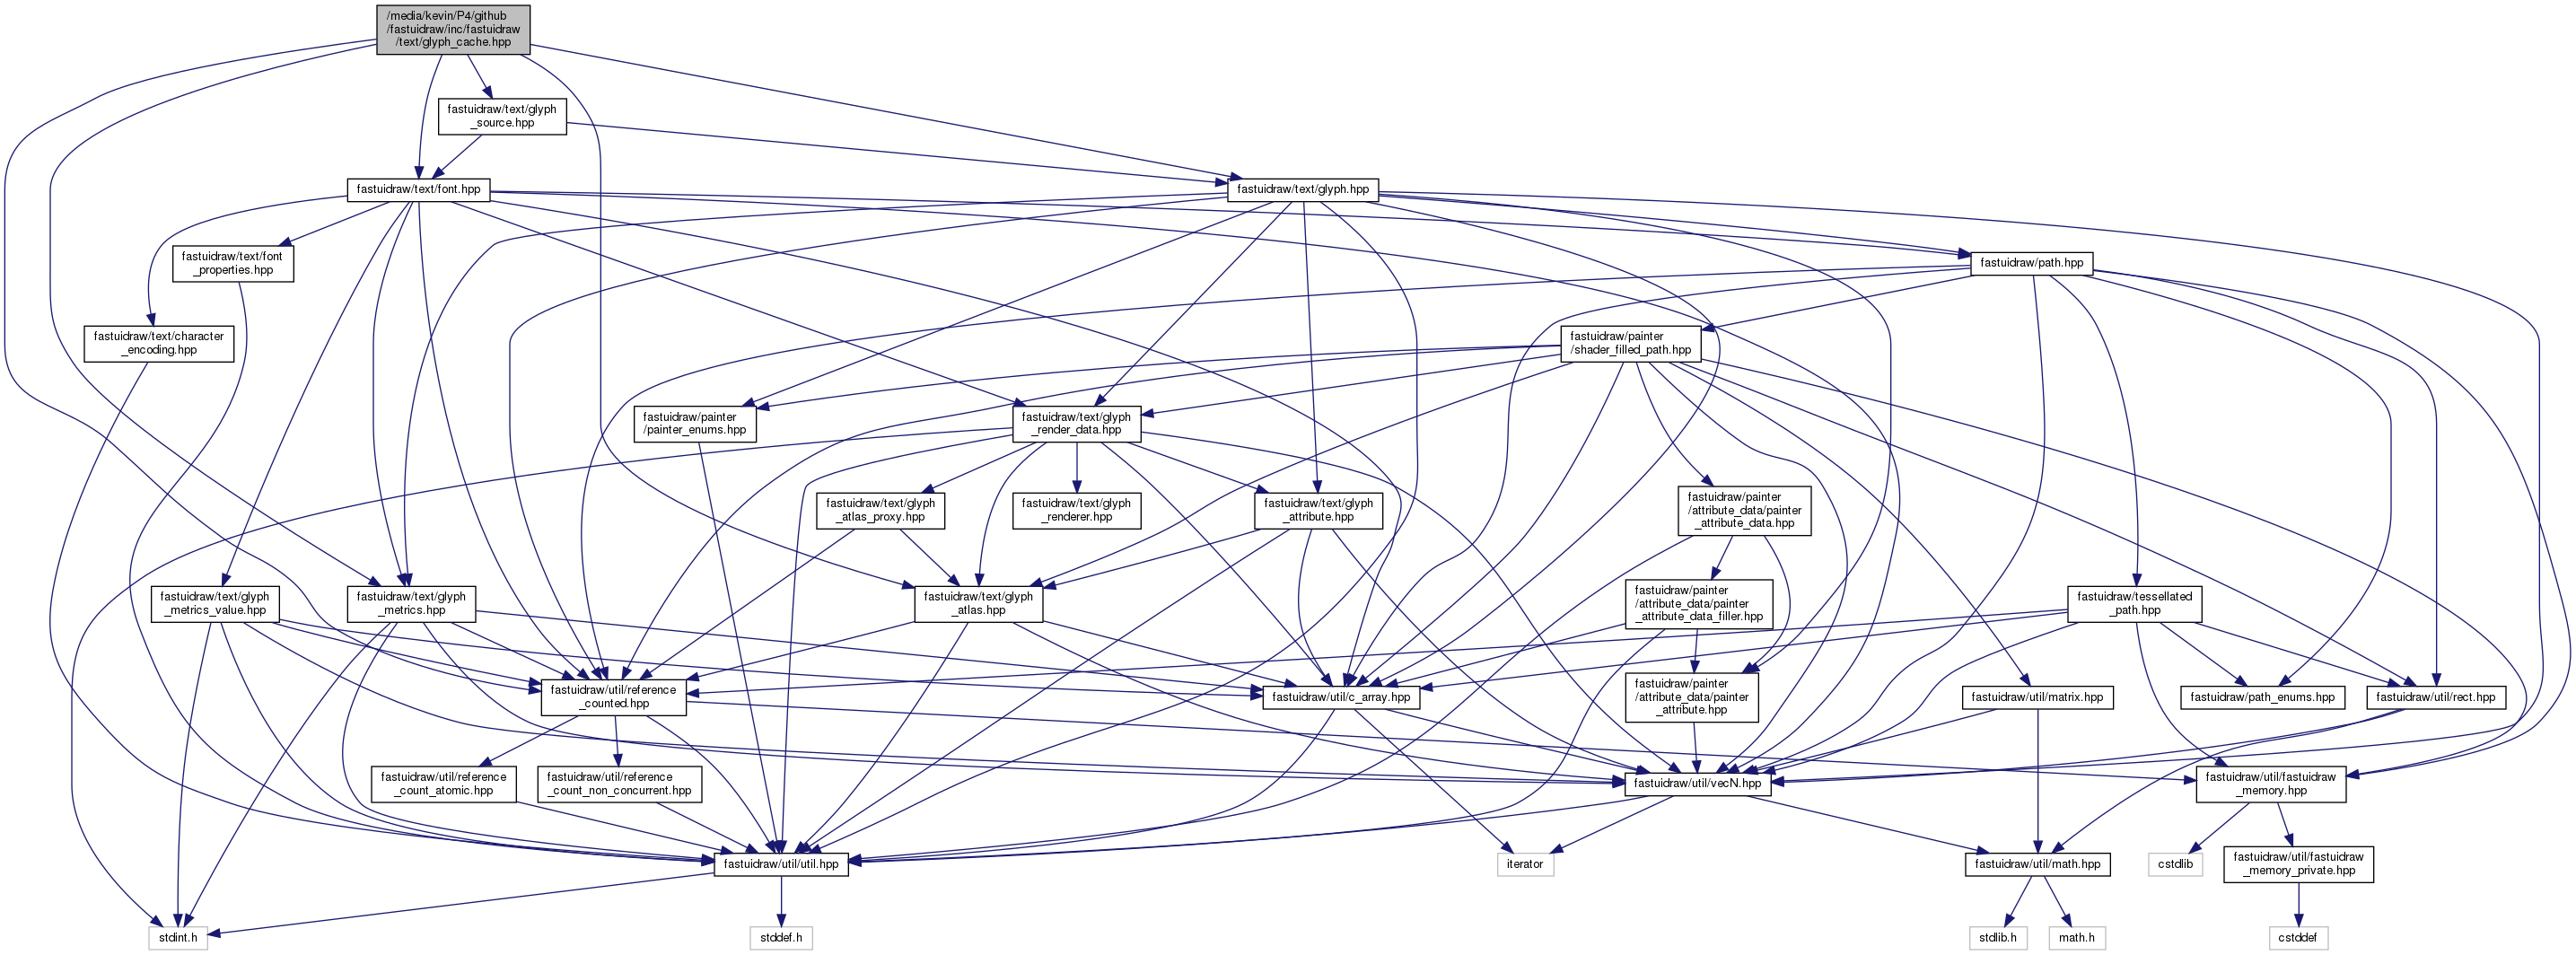 /media/kevin/P4/github
/fastuidraw/inc/fastuidraw
/text/glyph_cache.hpp
fastuidraw/text/glyph
_source.hpp
fastuidraw/text/font.hpp
fastuidraw/text/glyph.hpp
fastuidraw/text/font
_properties.hpp
fastuidraw/path.hpp
fastuidraw/text/character
_encoding.hpp
fastuidraw/painter
/shader_filled_path.hpp
fastuidraw/painter
/painter_enums.hpp
fastuidraw/text/glyph
_render_data.hpp
fastuidraw/text/glyph
_atlas_proxy.hpp
fastuidraw/text/glyph
_renderer.hpp
fastuidraw/text/glyph
_attribute.hpp
fastuidraw/painter
/attribute_data/painter
_attribute_data.hpp
fastuidraw/text/glyph
_metrics_value.hpp
fastuidraw/text/glyph
_metrics.hpp
fastuidraw/text/glyph
_atlas.hpp
fastuidraw/painter
/attribute_data/painter
_attribute_data_filler.hpp
fastuidraw/tessellated
_path.hpp
fastuidraw/util/reference
_counted.hpp
fastuidraw/util/c_array.hpp
fastuidraw/painter
/attribute_data/painter
_attribute.hpp
fastuidraw/util/matrix.hpp
fastuidraw/path_enums.hpp
fastuidraw/util/rect.hpp
fastuidraw/util/reference
_count_atomic.hpp
fastuidraw/util/reference
_count_non_concurrent.hpp
fastuidraw/util/vecN.hpp
fastuidraw/util/fastuidraw
_memory.hpp
fastuidraw/util/util.hpp
iterator
fastuidraw/util/math.hpp
cstdlib
fastuidraw/util/fastuidraw
_memory_private.hpp
stdint.h
stddef.h
stdlib.h
math.h
cstddef